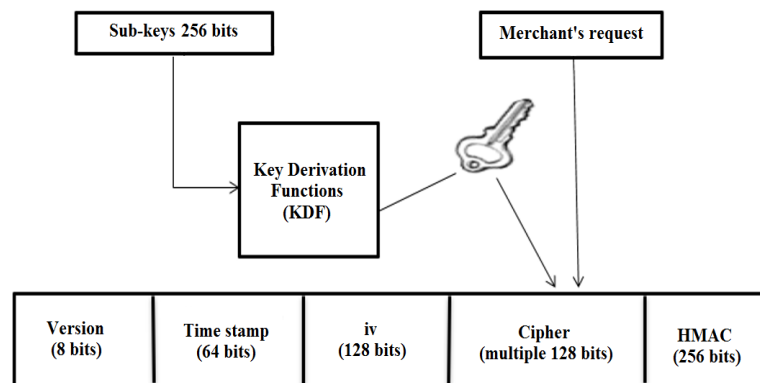 Sub-keys 256 bits
Merchant's request
Key Derivation
Functions
(KDF)
Version
(8 bits)
Time stamp
(64 bits)
iv
(128 bits)
Cipher
(multiple 128 bits)
HMAC
(256 bits)